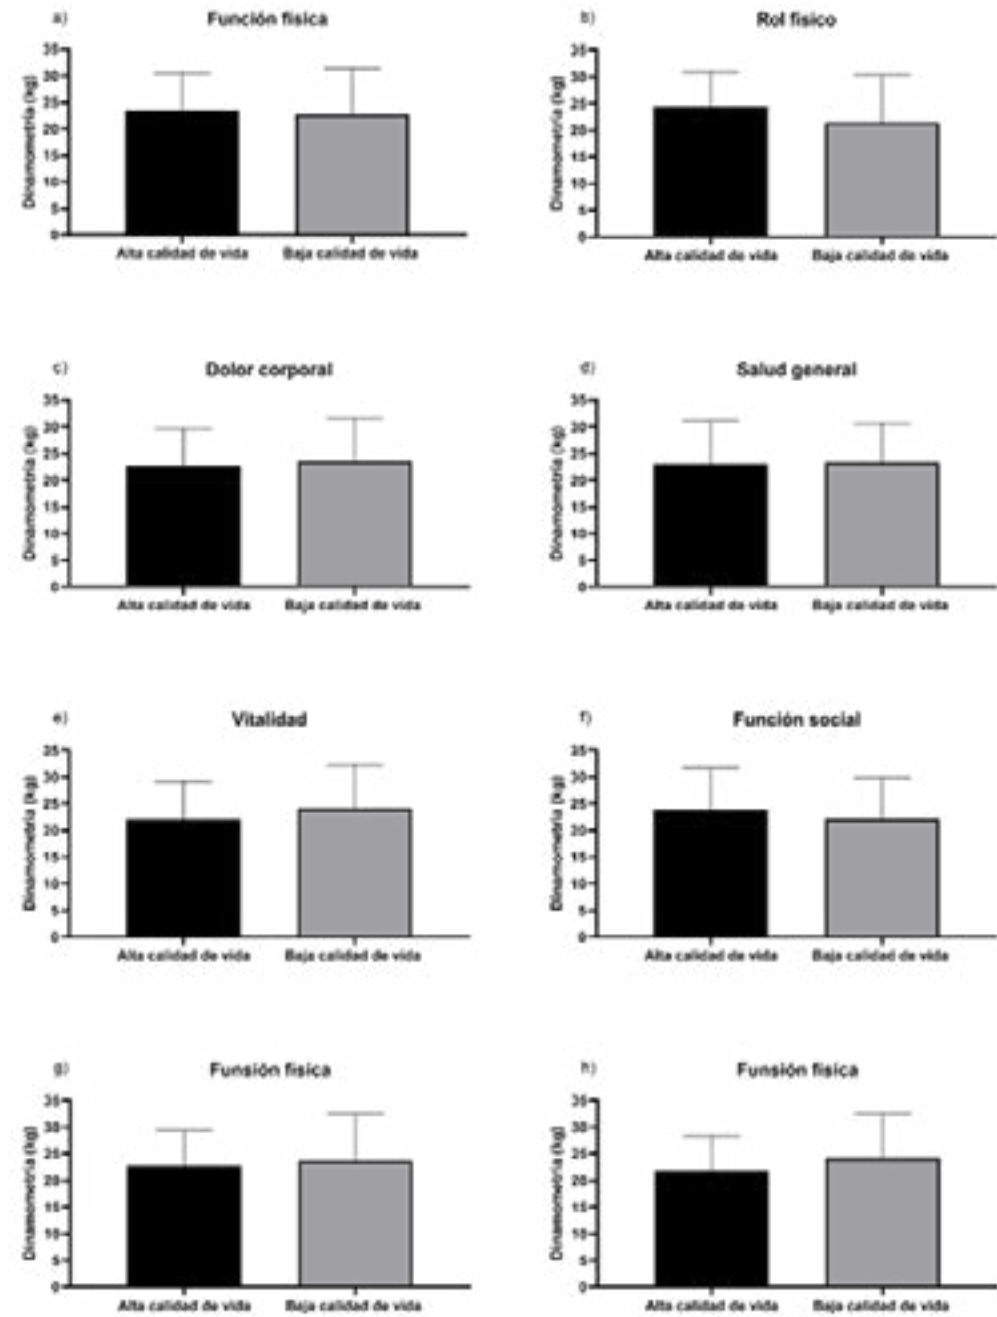 a)
Función física
Dinamometría (kg)
35
30
25
20
15
10
5
0
Alta calidad de vida Baja calidad de vida
b)
Rol físico
Dinamometría (kg)
35
30
25
20
15
10
5
0
Alta calidad de vida Baja calidad de vida
c)
Dolor corporal
Dinamometría (kg)
35
30
25
20
15
10
5
0
Alta calidad de vida Baja calidad de vida
d)
Salud general
Dinamometría (kg)
35
30
25
20
15
10
5
0
Alta calidad de vida Baja calidad de vida
e)
Vitalidad
Dinamometría (kg)
35
30
25
20
15
10
5
0
Alta calidad de vida Baja calidad de vida
f)
Función social
Dinamometría (kg)
35
30
25
20
15
10
5
0
Alta calidad de vida Baja calidad de vida
g)
Funsión física
Dinamometría (kg)
35
30
25
20
15
10
5
0
Alta calidad de vida Baja calidad de vida
h)
Funsión física
Dinamometría (kg)
35
30
25
20
15
10
5
0
Alta calidad de vida Baja calidad de vida